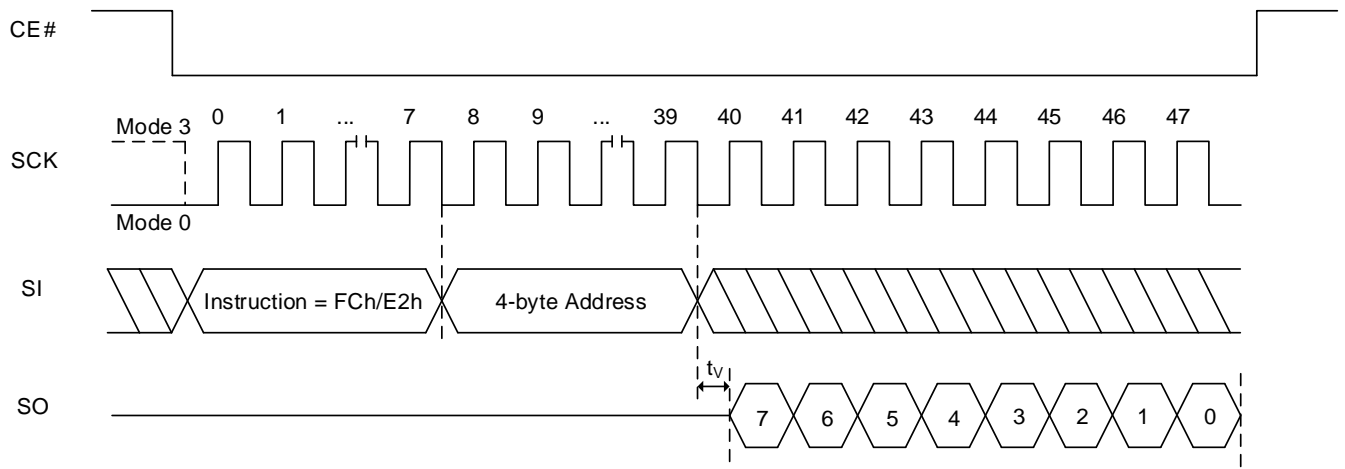 CE#
Mode 3 0 1 ... 7 8 9 ... 39 40 41 42 43 44 45 46 47
SCK
Mode 0
SI Instruction = FCh/E2h 4-byte Address
tV
SO 7 6 5 4 3 2 1 0